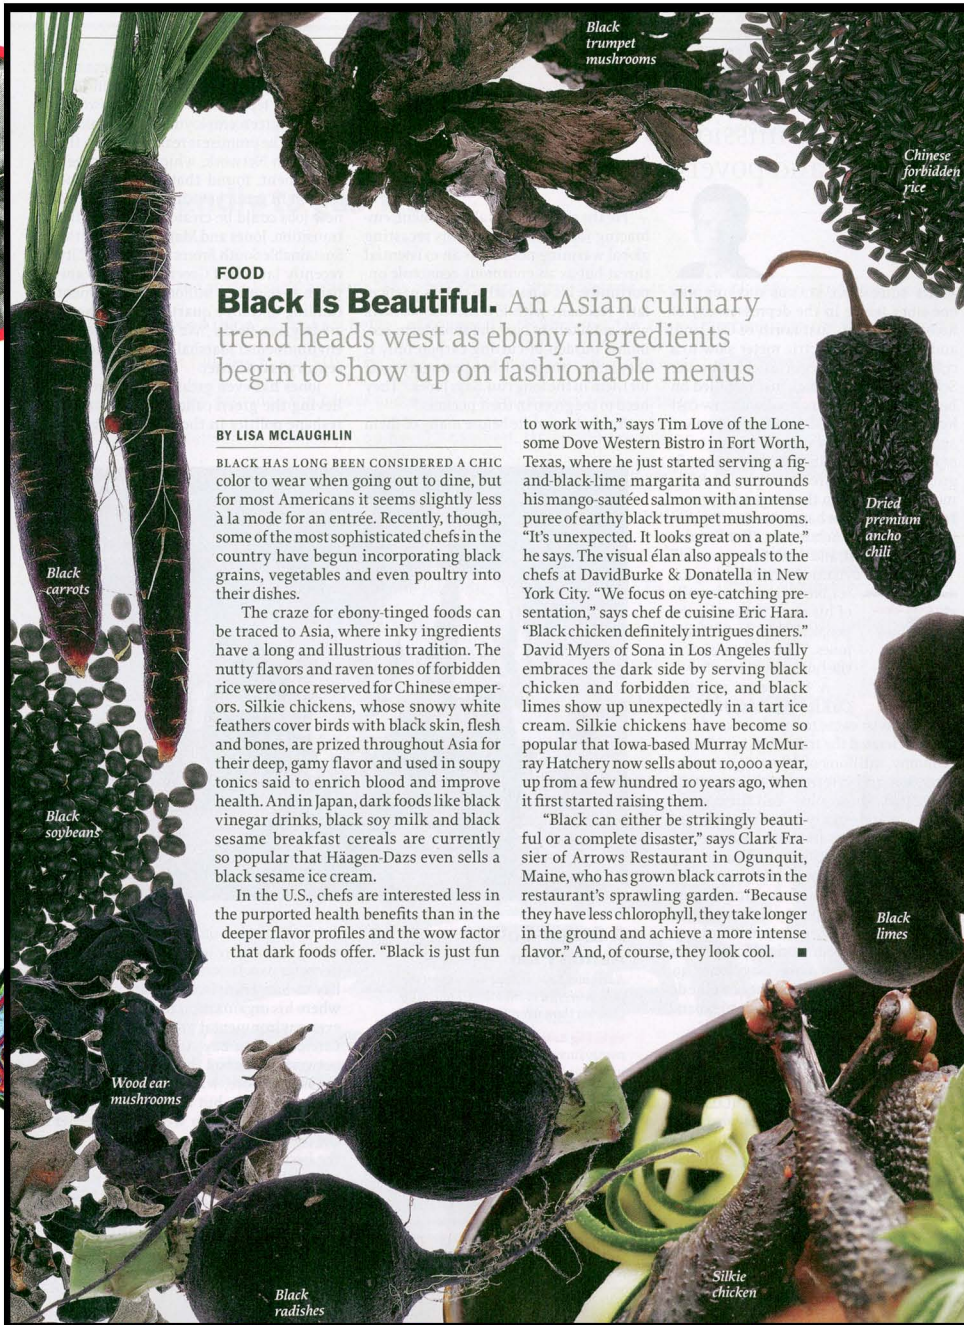 Black
trumpet
mushrooms
Chinese
forbidden
rice
FOOD
Black Is Beautiful. An Asian culinary
trend heads west as ebony ingredients
begin to show up on fashionable menus
BY LISA MCLAUGHLIN
BLACK HAS LONG BEEN CONSIDERED A CHIC
color to wear when going out to dine, but
for most Americans it seems slightly less
à la mode for an entrée. Recently, though,
some of the most sophisticated chefs in the
country have begun incorporating black
grains, vegetables and even poultry into
their dishes.
The craze for ebony-tinged foods can
be traced to Asia, where inky ingredients
have a long and illustrious tradition. The
nutty flavors and raven tones of forbidden
rice were once reserved for Chinese emper-
ors. Silkie chickens, whose snowy white
feathers cover birds with black skin, flesh
and bones, are prized throughout Asia for
their deep, gamy flavor and used in soupy
tonics said to enrich blood and improve
health. And in Japan, dark foods like black
vinegar drinks, black soy milk and black
sesame breakfast cereals are currently
so popular that Häagen-Dazs even sells a
black sesame ice cream.
In the U.S., chefs are interested less in
the purported health benefits than in the
deeper flavor profiles and the wow factor
that dark foods offer. “Black is just fun
to work with,” says Tim Love of the Lone-
some Dove Western Bistro in Fort Worth,
Texas, where he just started serving a fig-
and-black-lime margarita and surrounds
his mango-sautéed salmon with an intense
puree of earthy black trumpet mushrooms.
“It’s unexpected. It looks great on a plate,”
he says. The visual élan also appeals to the
chefs at DavidBurke & Donatella in New
York City. “We focus on eye-catching pre-
sentation,” says chef de cuisine Eric Hara.
“Black chicken definitely intrigues diners.”
David Myers of Sona in Los Angeles fully
embraces the dark side by serving black
chicken and forbidden rice, and black
limes show up unexpectedly in a tart ice
cream. Silkie chickens have become so
popular that Iowa-based Murray McMur-
ray Hatchery now sells about 10,000 a year,
up from a few hundred 10 years ago, when
it first started raising them.
“Black can either be strikingly beauti-
ful or a complete disaster,” says Clark Fra-
sier of Arrows Restaurant in Ogunquit,
Maine, who has grown black carrots in the
restaurant’s sprawling garden. “Because
they have less chlorophyll, they take longer
in the ground and achieve a more intense
flavor.” And, of course, they look cool. ■
Dried
premium
ancho
chili
Black
carrots
Black
soybeans
Black
limes
Wood ear
mushrooms
Black
radishes
Silkie
chicken